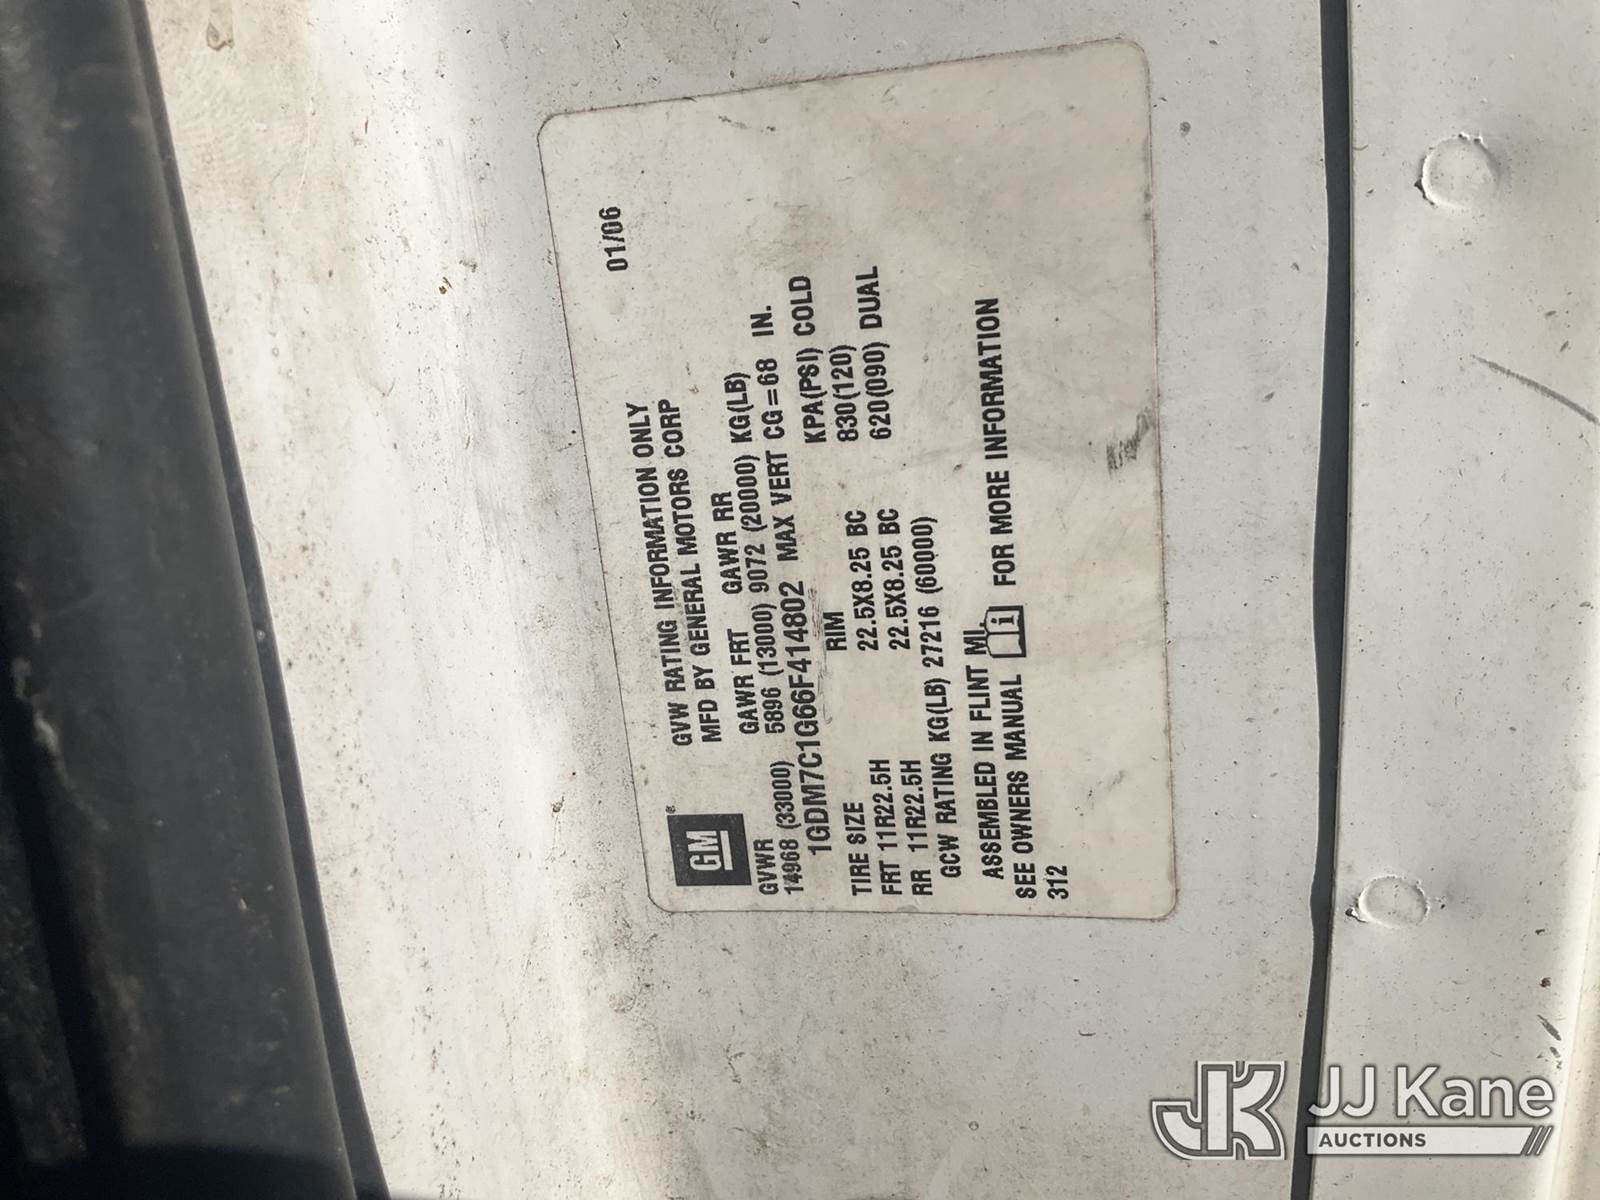 01/06
GVW RATING INFORMATION ONLY
MFD BY GENERAL MOTORS CORP
GM
GVWR GAWR FRT GAWR RR
14968 (33000) 5896 (13000) 9072 (20000) KG(LB)
1GDM7C1G66F414802 MAX VERT CG=68 IN.
TIRE SIZE RIM KPA(PSI) COLD
FRT 11R22.5H 22.5X8.25 BC 830(120)
RR 11R22.5H 22.5X8.25 BC 620(090) DUAL
GCW RATING KG(LB) 27216 (60000)
ASSEMBLED IN FLINT MI.
SEE OWNERS MANUAL i FOR MORE INFORMATION
312
JK JJ Kane
AUCTIONS